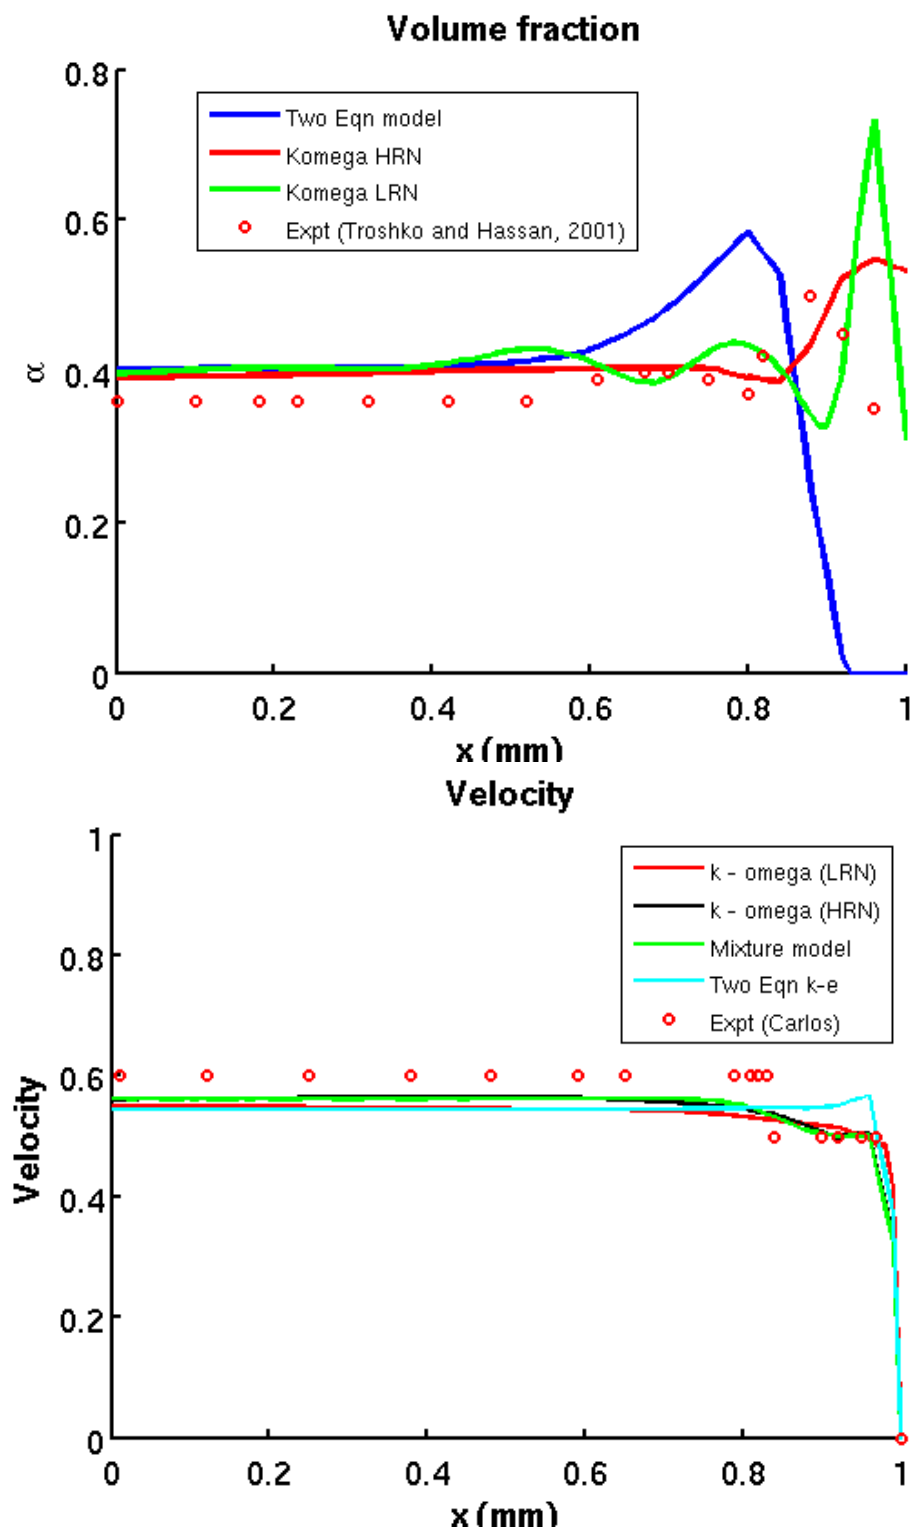 Volume fraction
0.8
Two Eqn model
Komega HRN
Komega LRN
Expt (Troshko and Hassan, 2001)
0.6
0.4
α
0.2
0
0 0.2 0.4 0.6 0.8 1
x (mm)
Velocity
1
k - omega (LRN)
k - omega (HRN)
Mixture model
Two Eqn k-e
Expt (Carlos)
0.8
0.6
Velocity
0.4
0.2
0
0 0.2 0.4 0.6 0.8 1
x (mm)